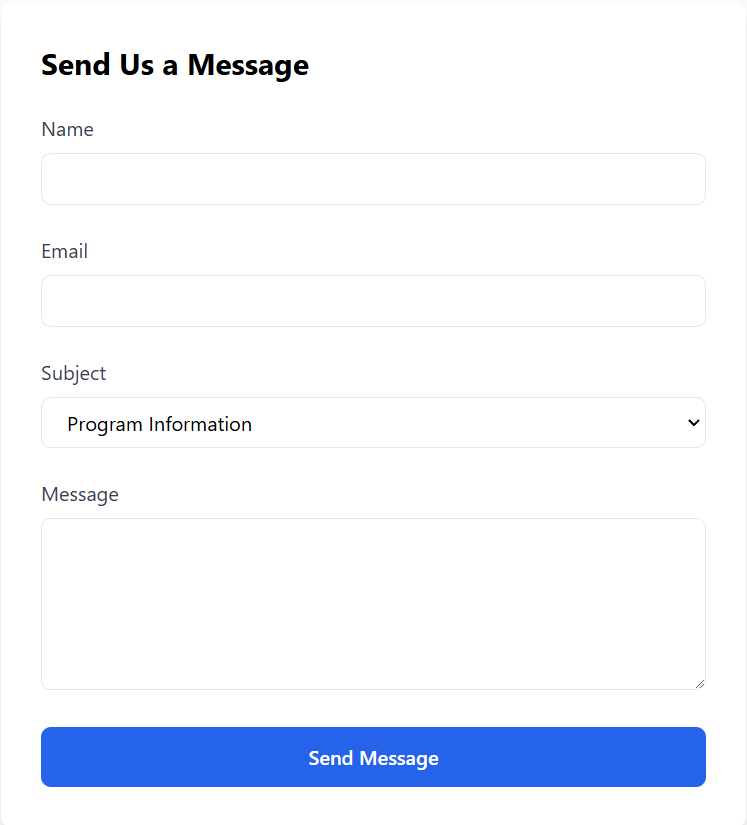 Send Us a Message
Name
Email
Subject
Program Information
Message
Send Message